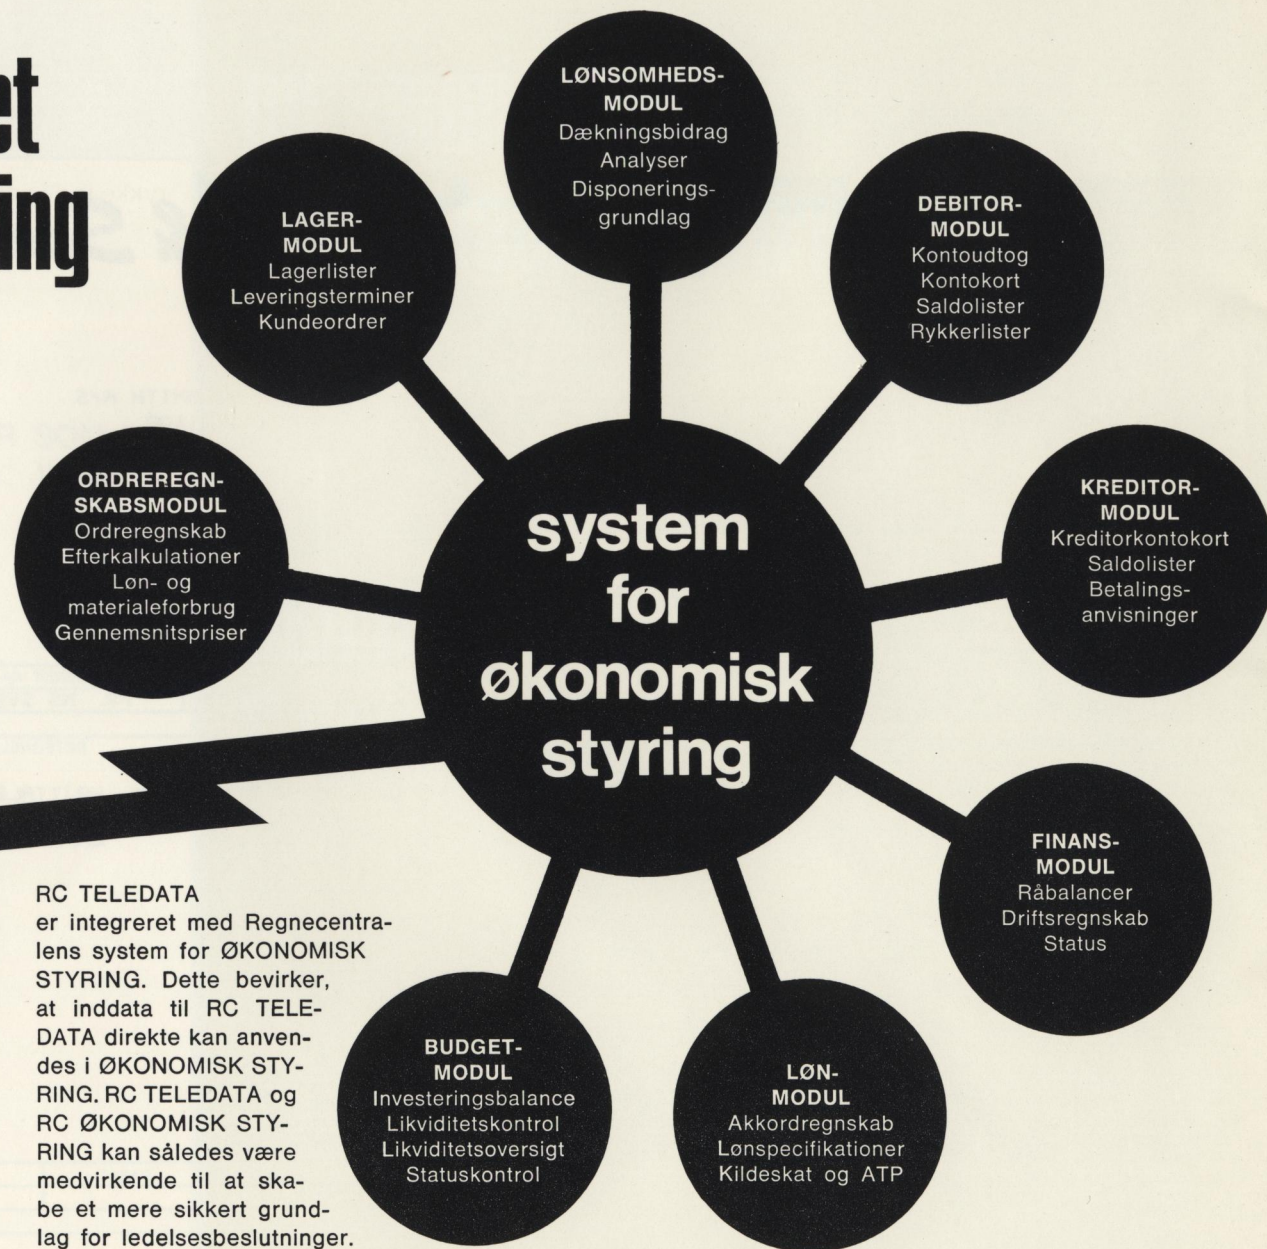 et
ing
LØNSOMHEDS-
MODUL
Dækningsbidrag
Analyser
Disponerings-
grundlag
LAGER-
MODUL
Lagerlister
Leveringsterminer
Kundeordrer
DEBITOR-
MODUL
Kontoudtog
Kontokort
Saldolister
Rykkerlister
ORDREREGN-
SKABSMODUL
Ordreregnskab
Efterkalkulationer
Løn- og
materialeforbrug
Gennemsnitspriser
system
for
økonomisk
styring
KREDITOR-
MODUL
Kreditorkontokort
Saldolister
Betalings-
anvisninger
FINANS-
MODUL
Råbalancer
Driftsregnskab
Status
RC TELEDATA
er integreret med Regnecentra-
lens system for ØKONOMISK
STYRING. Dette bevirker,
at inddata til RC TELE-
DATA direkte kan anven-
des i ØKONOMISK STY-
RING. RC TELEDATA og
RC ØKONOMISK STY-
RING kan således være
medvirkende til at ska-
be et mere sikkert grund-
lag for ledelsesbeslutninger.
BUDGET-
MODUL
Investeringsbalance
Likviditetskontrol
Likviditetsoversigt
Statuskontrol
LØN-
MODUL
Akkordregnskab
Lønspecifikationer
Kildeskat og ATP